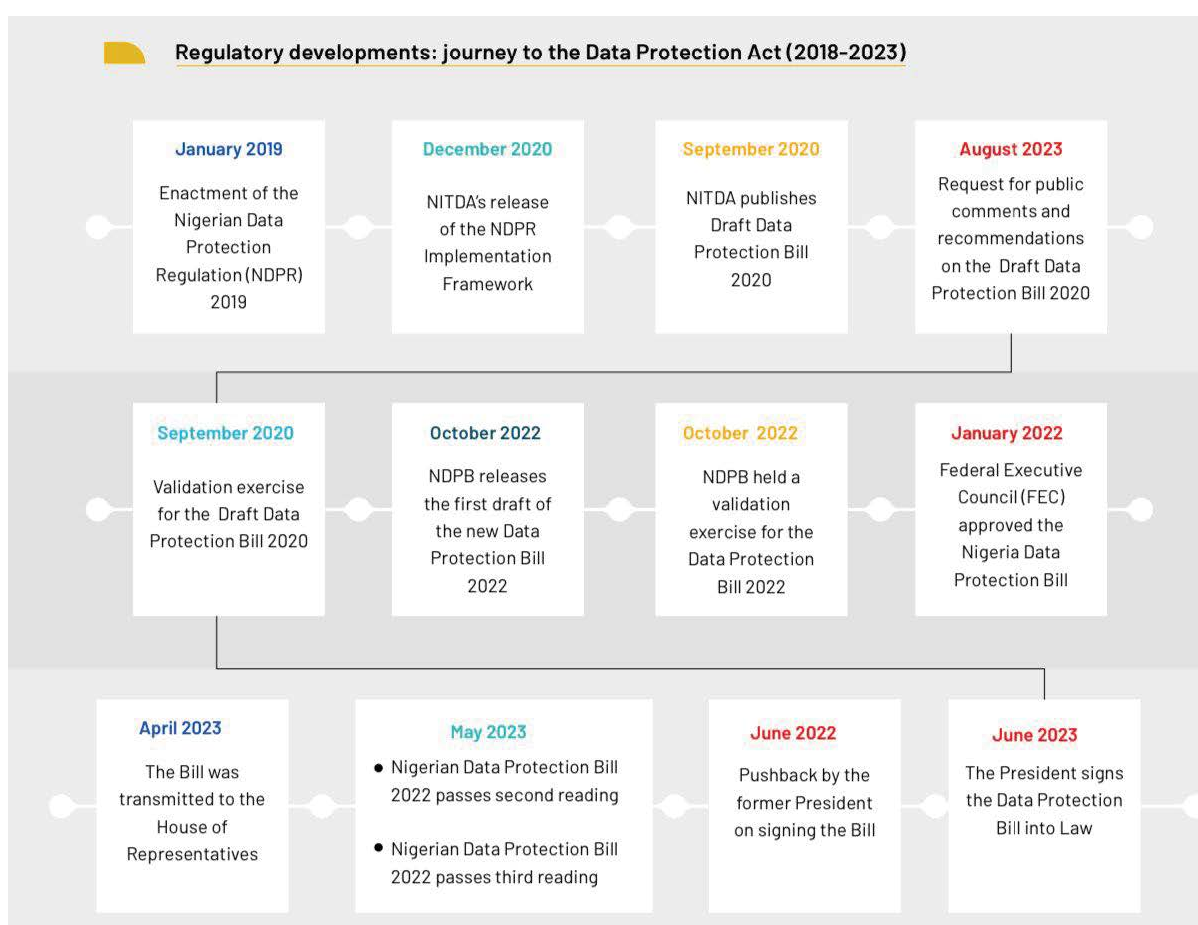 Regulatory developments: journey to the Data Protection Act (2018-2023)
January 2019
Enactment of the
Nigerian Data
Protection
Regulation (NDPR)
2019
December 2020
NITDA's release
of the NDPR
Implementation
Framework
September 2020
NITDA publishes
Draft Data
Protection Bill
2020
August 2023
Request for public
comments and
recommendations
on the Draft Data
Protection Bill 2020
September 2020
Validation exercise
for the Draft Data
Protection Bill 2020
October 2022
NDPB releases
the first draft of
the new Data
Protection Bill
2022
October 2022
NDPB held a
validation
exercise for the
Data Protection
Bill 2022
January 2022
Federal Executive
Council (FEC)
approved the
Nigeria Data
Protection Bill
April 2023
The Bill was
transmitted to the
House of
Representatives
May 2023
● Nigerian Data Protection Bill
2022 passes second reading
● Nigerian Data Protection Bill
2022 passes third reading
June 2022
Pushback by the
former President
on signing the Bill
June 2023
The President signs
the Data Protection
Bill into Law